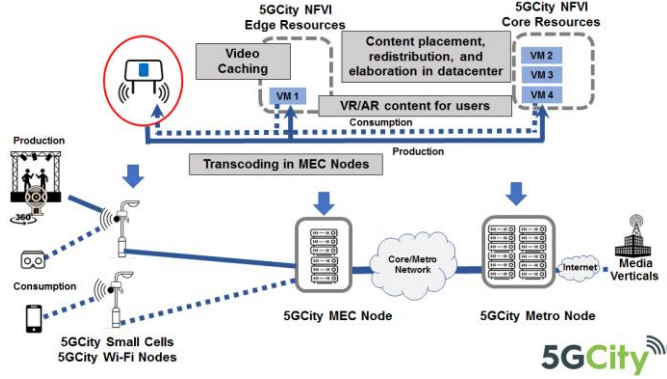 5GCity NFVI
Edge Resources
5GCity NFVI
Core Resources
Video
Caching
Content placement,
redistribution, and
elaboration in datacenter
VM 1
VM 2
VM 3
VM 4
VR/AR content for users
Consumption
Production
Transcoding in MEC Nodes
Production
360°
Consumption
Core/Metro
Network
Internet
Media
Verticals
5GCity MEC Node
5GCity Metro Node
5GCity Small Cells
5GCity Wi-Fi Nodes
5GCity